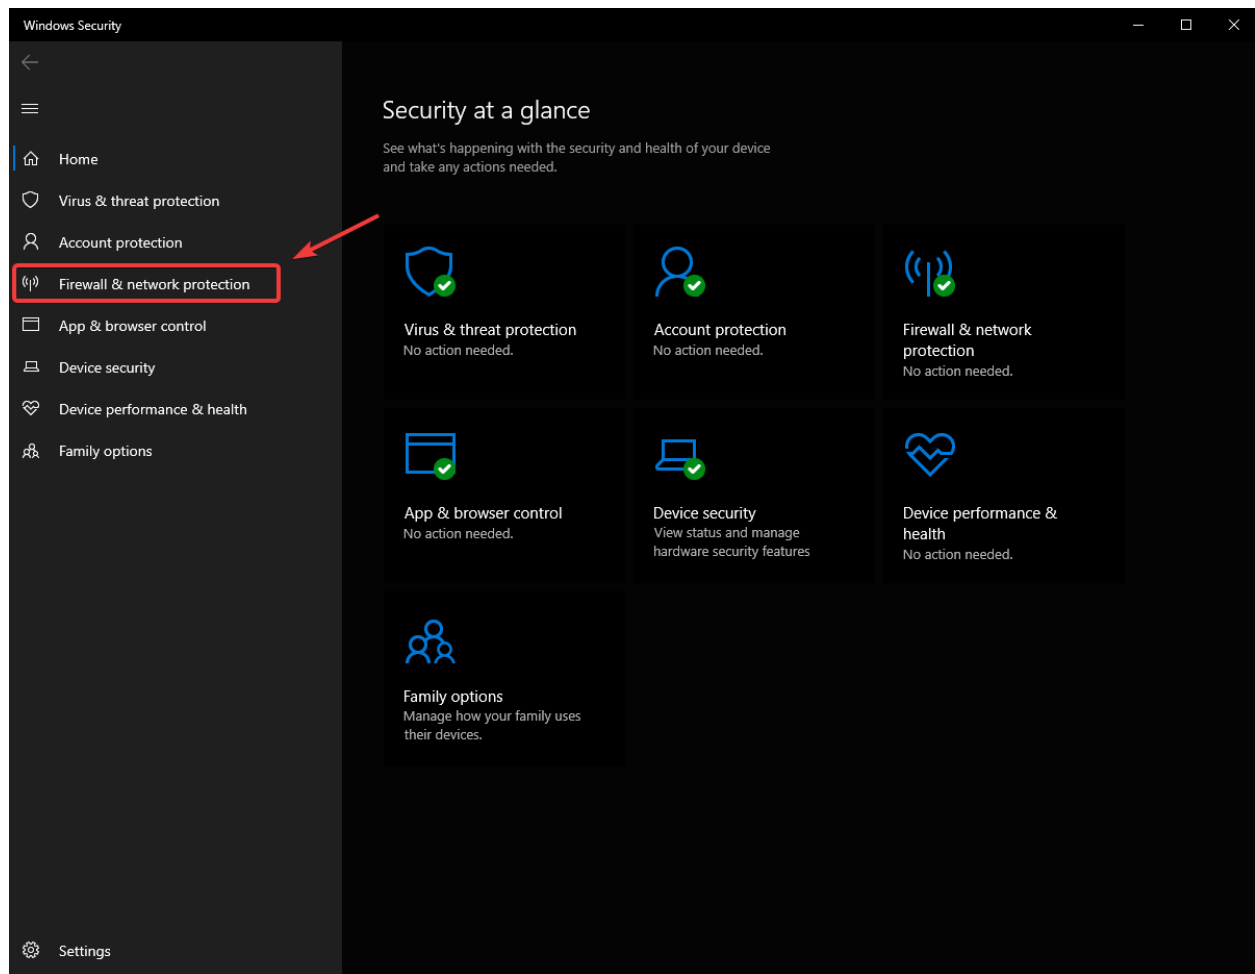 Windows Security
Home
Virus & threat protection
Account protection
Firewall & network protection
App & browser control
Device security
Device performance & health
Family options
Settings
Security at a glance
See what's happening with the security and health of your device
and take any actions needed.
Virus & threat protection
No action needed.
Account protection
No action needed.
Firewall & network
protection
No action needed.
App & browser control
No action needed.
Device security
View status and manage
hardware security features
Device performance &
health
No action needed.
Family options
Manage how your family uses
their devices.